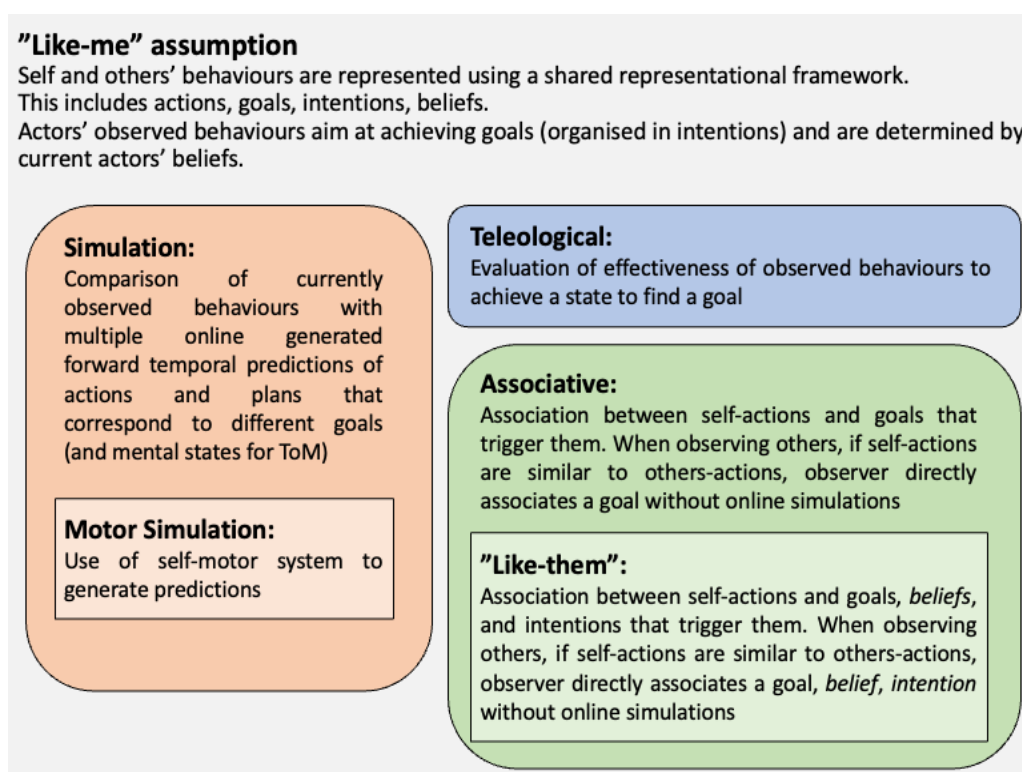 ”Like-me” assumption
Self and others’ behaviours are represented using a shared representational framework.
This includes actions, goals, intentions, beliefs.
Actors’ observed behaviours aim at achieving goals (organised in intentions) and are determined by
current actors’ beliefs.
Simulation:
Comparison of currently
observed behaviours with
multiple online generated
forward temporal predictions of
actions and plans that
correspond to different goals
(and mental states for ToM)
Motor Simulation:
Use of self-motor system to
generate predictions
Teleological:
Evaluation of effectiveness of observed behaviours to
achieve a state to find a goal
Associative:
Association between self-actions and goals that
trigger them. When observing others, if self-actions
are similar to others-actions, observer directly
associates a goal without online simulations
”Like-them”:
Association between self-actions and goals, beliefs,
and intentions that trigger them. When observing
others, if self-actions are similar to others-actions,
observer directly associates a goal, belief, intention
without online simulations